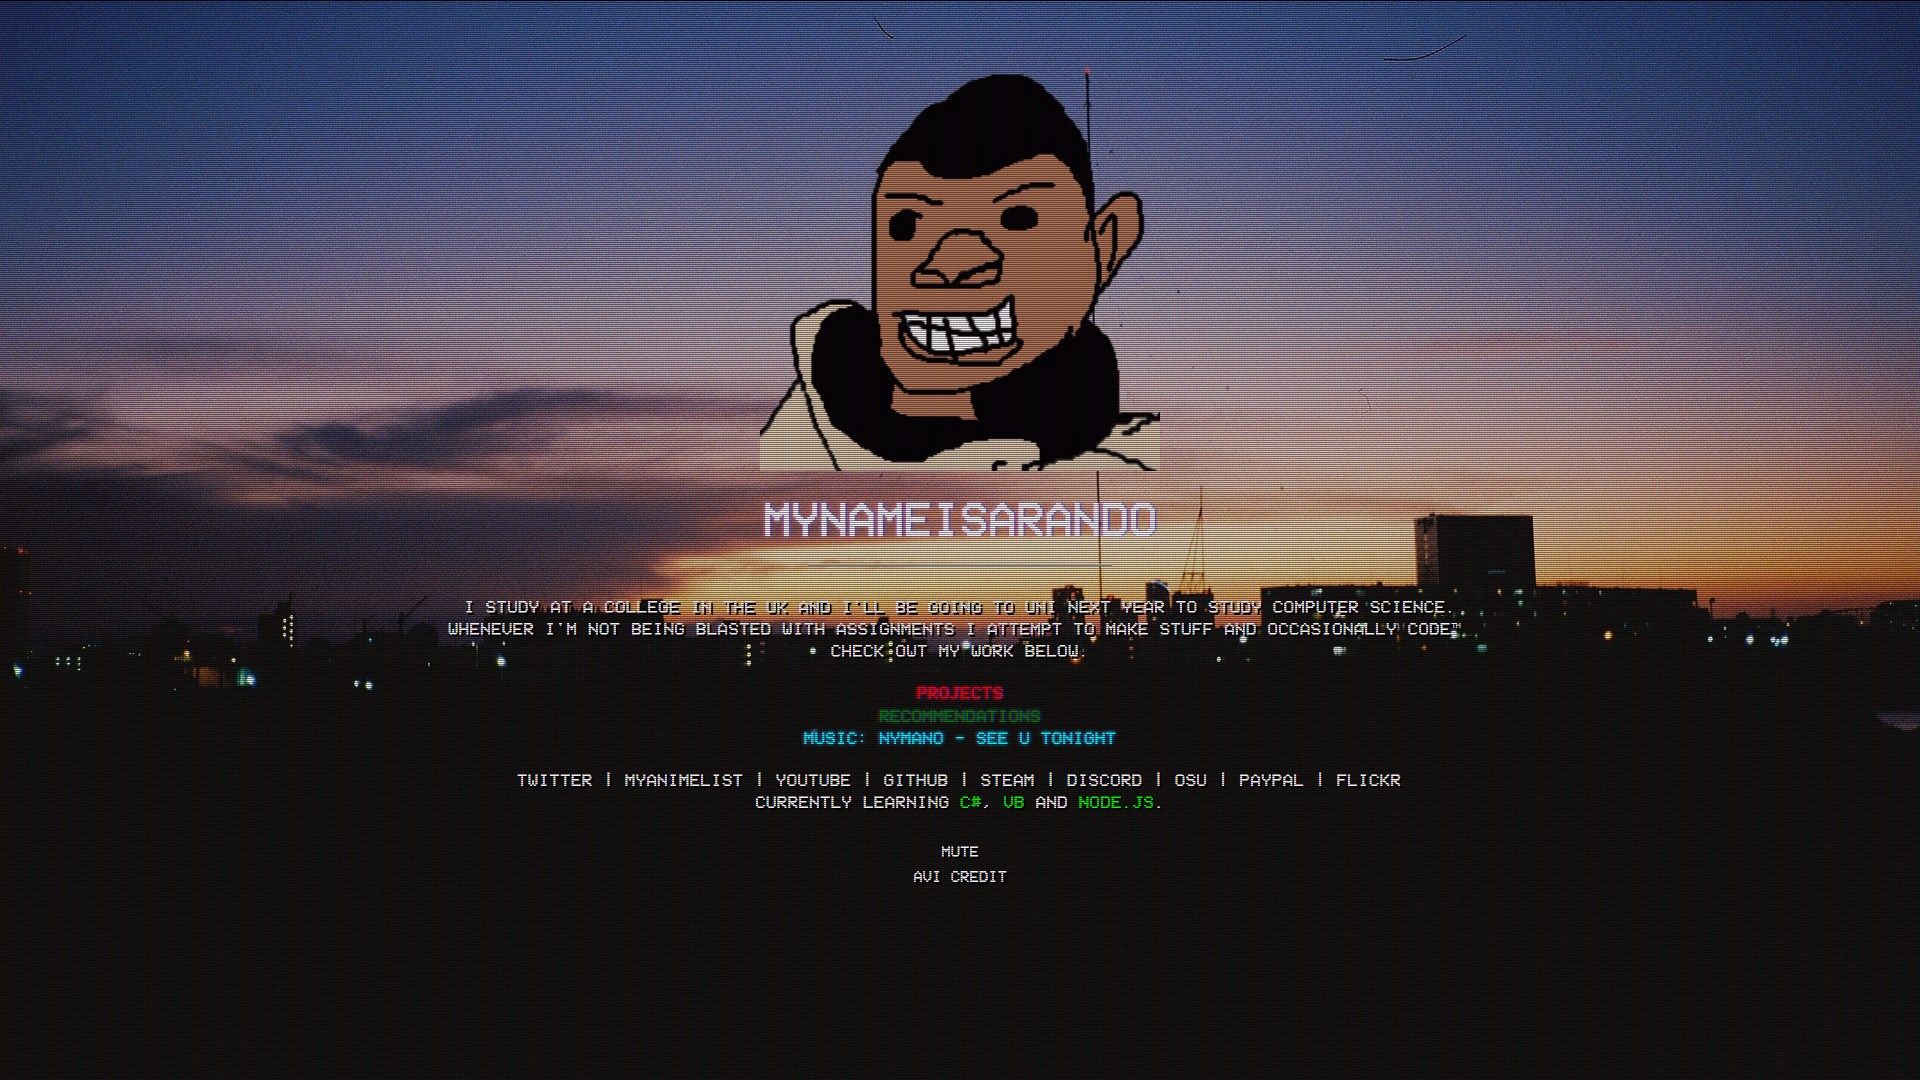 MYNAMEISARANDO
I STUDY AT A COLLEGE IN THE UK AND I'LL BE GOING TO UNI NEXT YEAR TO STUDY COMPUTER SCIENCE.
WHENEVER I'M NOT BEING BLASTED WITH ASSIGNMENTS I ATTEMPT TO MAKE STUFF AND OCCASIONALLY CODE™
CHECK OUT MY WORK BELOW.
PROJECTS
RECOMMENDATIONS
MUSIC: NYMANO - SEE U TONIGHT
TWITTER | MYANIMELIST | YOUTUBE | GITHUB | STEAM | DISCORD | OSU | PAYPAL | FLICKR
CURRENTLY LEARNING C#, VB AND NODE.JS.
MUTE
AVI CREDIT